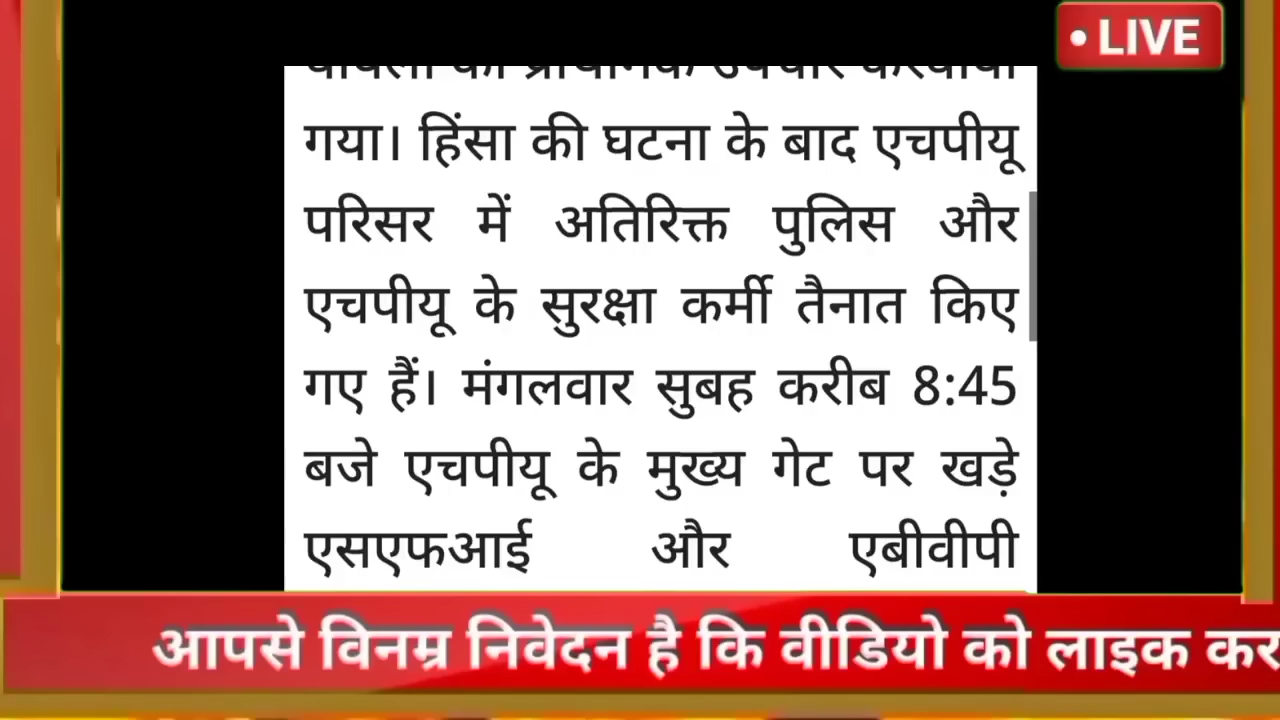 • LIVE
गया। हिंसा की घटना के बाद एचपीयू
परिसर में अतिरिक्त पुलिस और
एचपीयू के सुरक्षा कर्मी तैनात किए
गए हैं। मंगलवार सुबह करीब 8:45
बजे एचपीयू के मुख्य गेट पर खड़े
एसएफआई और एबीवीपी
आपसे विनम्र निवेदन है कि वीडियो को लाइक कर